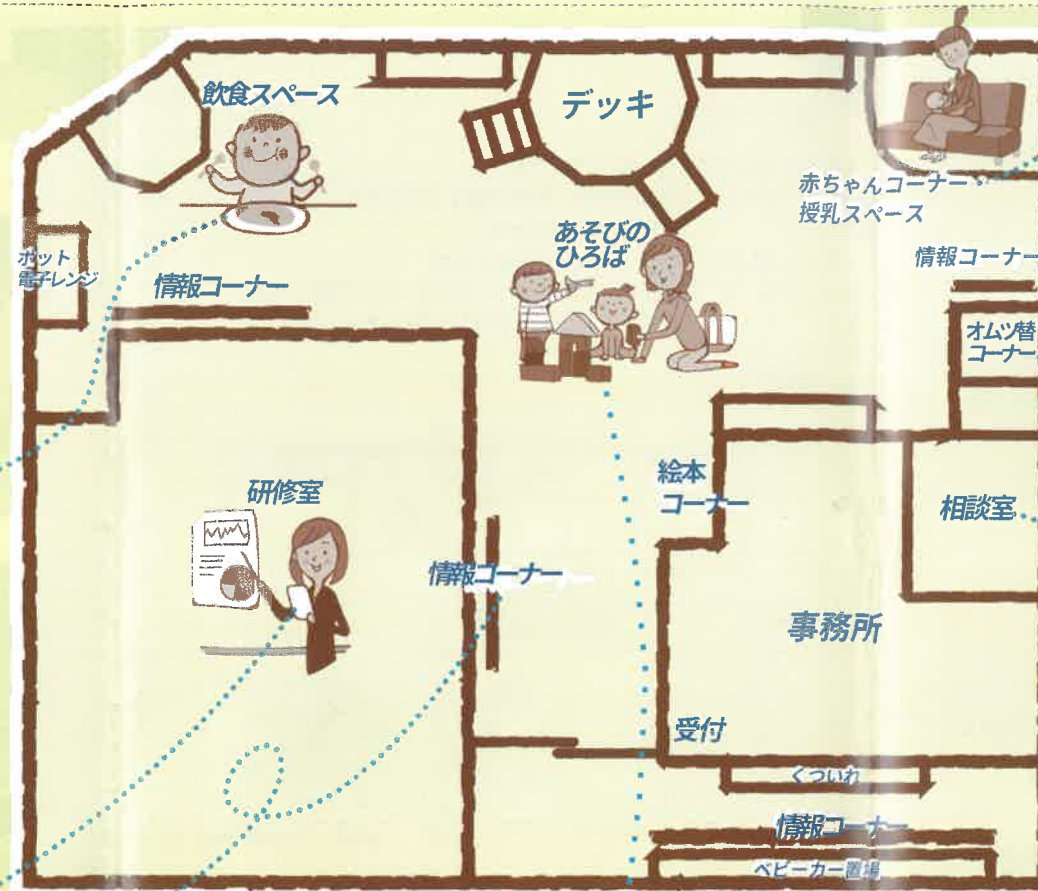 飲食スペース
デッキ
赤ちゃんコーナー
授乳スペース
あそびの
ひろば
ポット
電子レンジ
情報コーナー
情報コーナー
オムツ替
コーナー
絵本
コーナー
研修室
相談室
情報コーナー
事務所
受付
くついれ
情報コーナー
ベビーカー置場